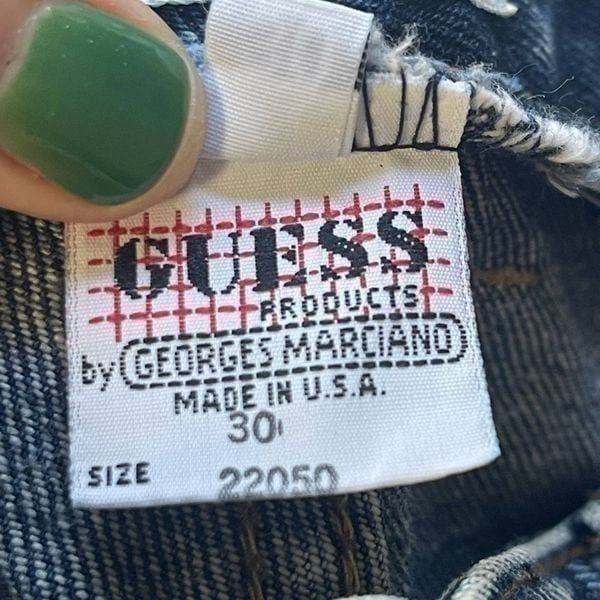 GUESS
PRODUCTS
by GEORGES MARCIANO
MADE IN U.S.A.
30
SIZE 22050